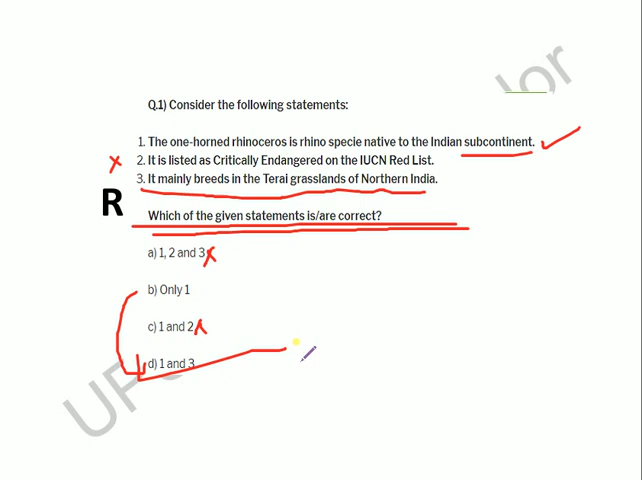 Q.1) Consider the following statements:
1. The one-horned rhinoceros is rhino specie native to the Indian subcontinent.
2. It is listed as Critically Endangered on the IUCN Red List.
3. It mainly breeds in the Terai grasslands of Northern India.
R
Which of the given statements is/are correct?
a) 1, 2 and 3
b) Only 1
c) 1 and 2
d) 1 and 3